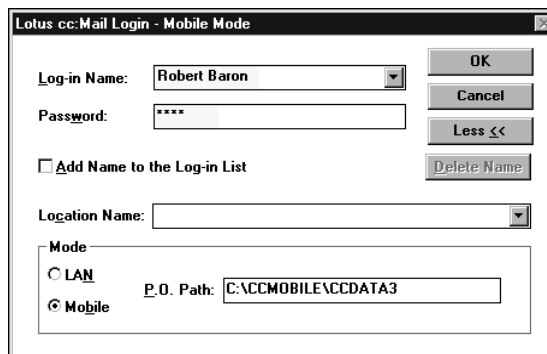 Lotus cc:Mail Login - Mobile Mode
Log-in Name: Robert Baron
OK
Cancel
Password: ****
Less <<
Add Name to the Log-in List
Delete Name
Location Name:
Mode
LAN
P.O. Path: C:\CCMOBILE\CCDATA3
Mobile